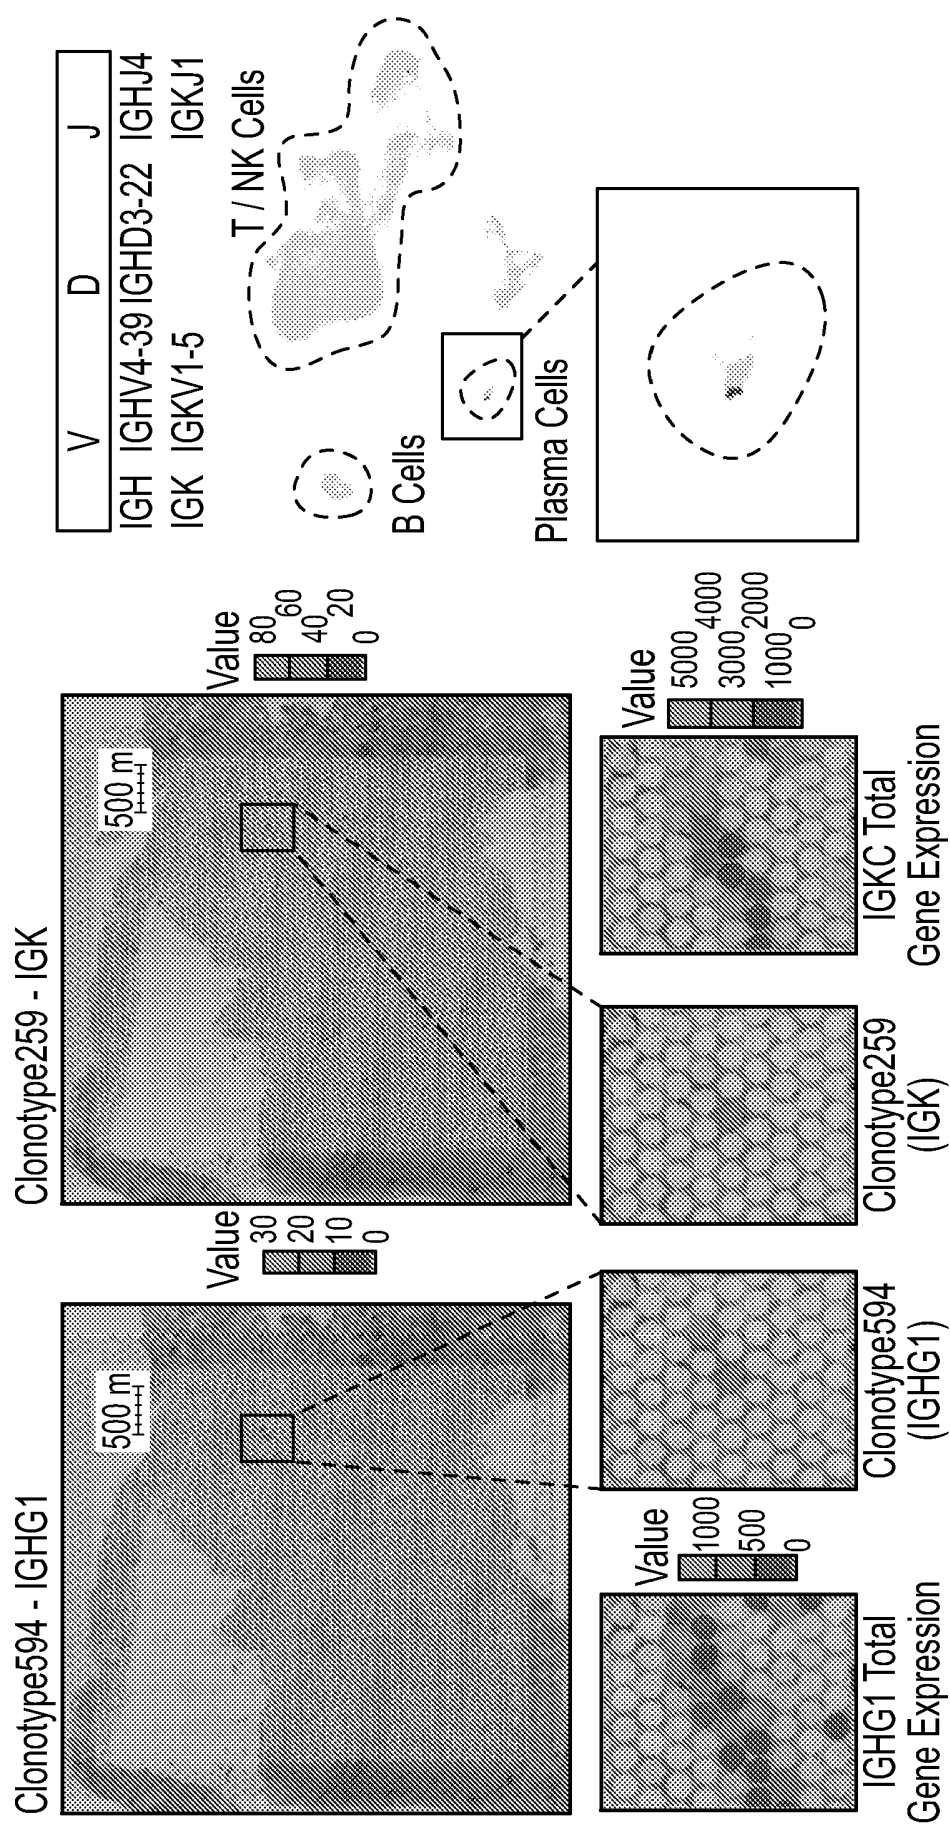 Clonotype594 - IGHG1
500 m
Value
30
20
10
0
Clonotype259 - IGK
500 m
Value
80
60
40
20
0
V D J
IGH IGHV4-39 IGHD3-22 IGHJ4
IGK IGKV1-5 IGKJ1
T / NK Cells
B Cells
Plasma Cells
Value
1000
500
0
IGHG1 Total
Gene Expression
Clonotype594
(IGHG1)
Clonotype259
(IGK)
Value
5000
4000
3000
2000
1000
0
IGKC Total
Gene Expression